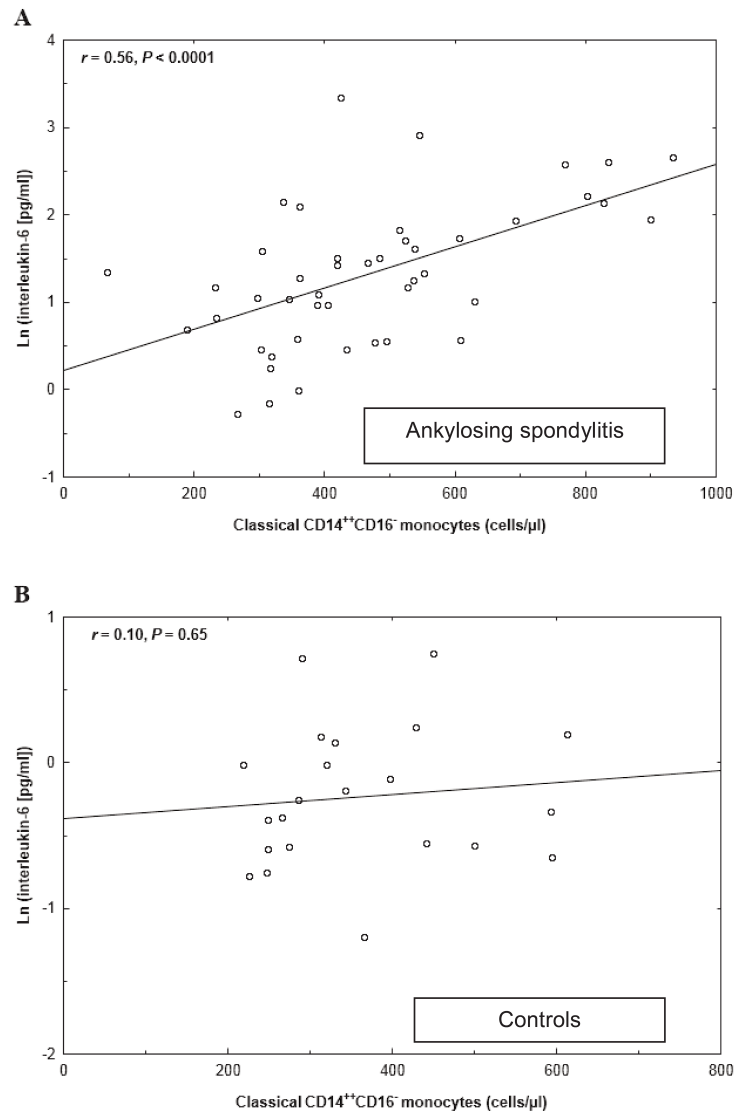 A
r = 0.56, P < 0.0001
4
3
2
1
0
-1
Ln (interleukin-6 [pg/ml])
Ankylosing spondylitis
0 200 400 600 800 1000
Classical CD14++CD16- monocytes (cells/µl)
B
r = 0.10, P = 0.65
1
0
-1
-2
Ln (interleukin-6 [pg/ml])
Controls
0 200 400 600 800
Classical CD14++CD16- monocytes (cells/µl)